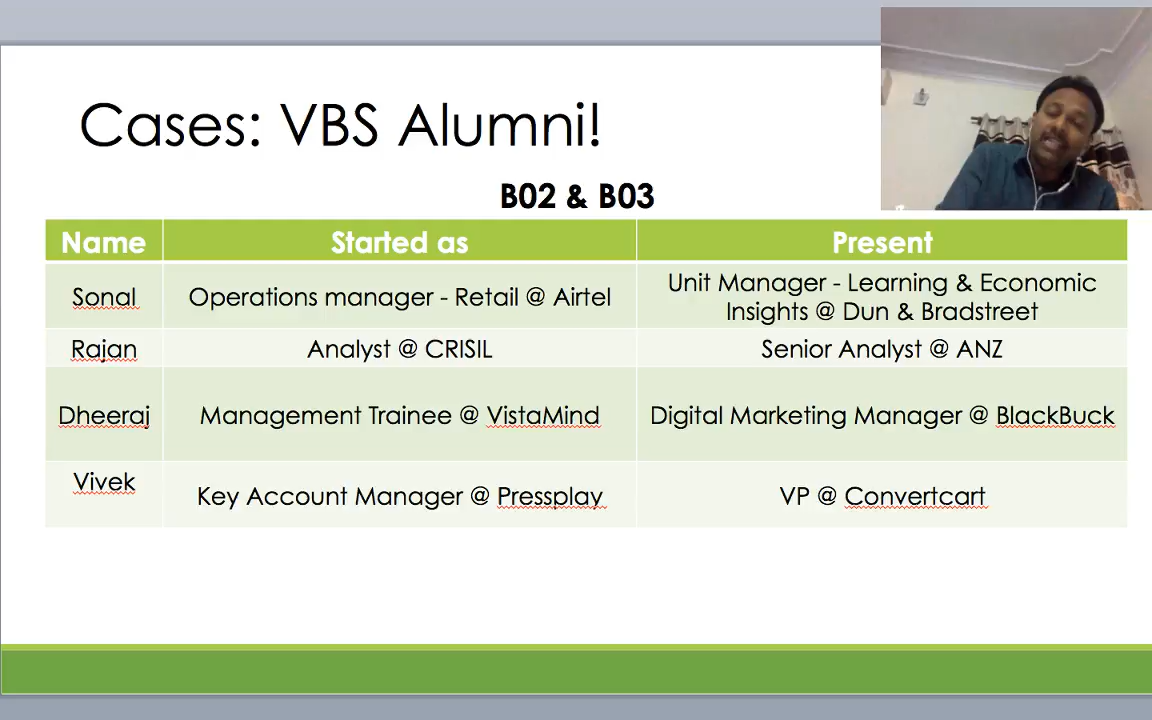 Cases: VBS Alumni!
B02 & B03
Name Started as Present
Sonal Operations manager - Retail @ Airtel Unit Manager - Learning & Economic
Insights @ Dun & Bradstreet
Rajan Analyst @ CRISIL Senior Analyst @ ANZ
Dheeraj Management Trainee @ VistaMind Digital Marketing Manager @ BlackBuck
Vivek Key Account Manager @ Pressplay VP @ Convertcart